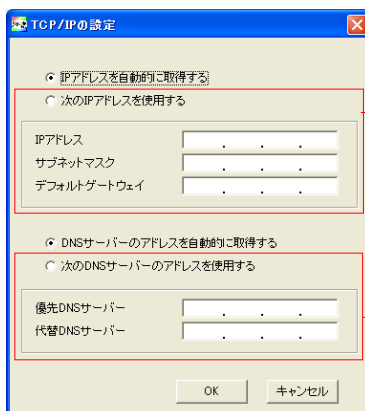 TCP/IPの設定
IPアドレスを自動的に取得する
次のIPアドレスを使用する
IPアドレス
サブネットマスク
デフォルトゲートウェイ
DNSサーバーのアドレスを自動的に取得する
次のDNSサーバーのアドレスを使用する
優先DNSサーバー
代替DNSサーバー
OK キャンセル